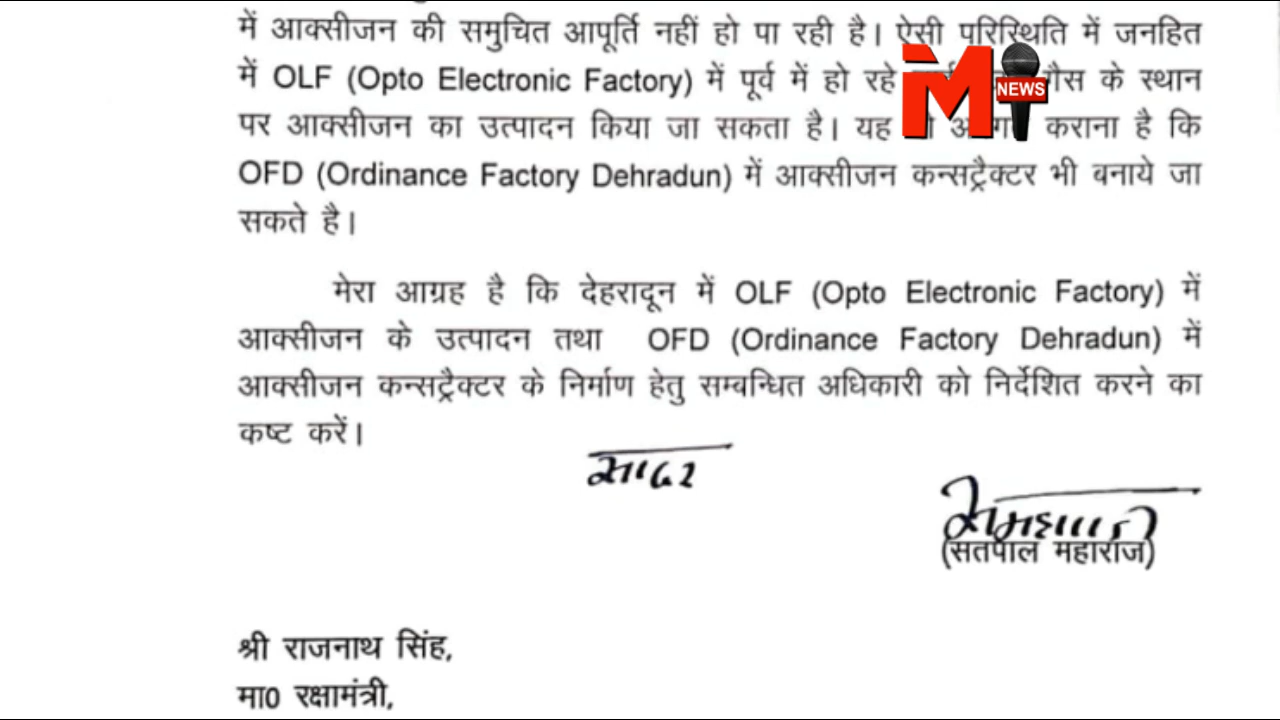 में आक्सीजन की समुचित आपूर्ति नहीं हो पा रही है। ऐसी परिस्थिति में जनहित
में OLF (Opto Electronic Factory) में पूर्व में हो रहे गैस के स्थान
पर आक्सीजन का उत्पादन किया जा सकता है। यह कराना है कि
OFD (Ordinance Factory Dehradun) में आक्सीजन कन्सट्रैक्टर भी बनाये जा
सकते है।
मेरा आग्रह है कि देहरादून में OLF (Opto Electronic Factory) में
आक्सीजन के उत्पादन तथा OFD (Ordinance Factory Dehradun) में
आक्सीजन कन्सट्रैक्टर के निर्माण हेतु सम्बन्धित अधिकारी को निर्देशित करने का
कष्ट करें।
सादर
(सतपाल महाराज)
श्री राजनाथ सिंह,
मा0 रक्षामंत्री,
M NEWS